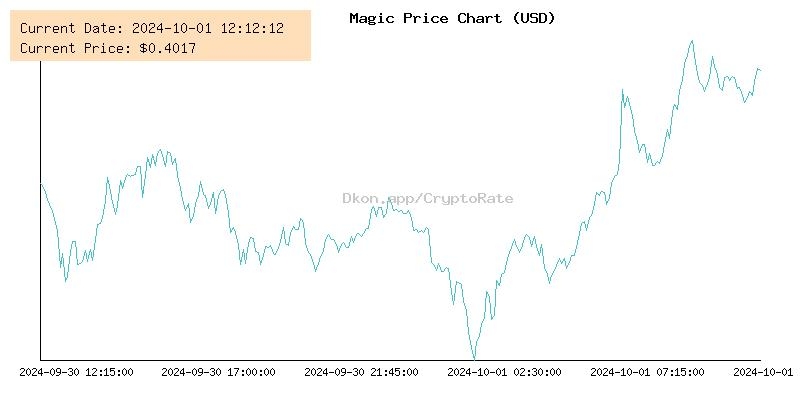 Magic Price Chart (USD)
Current Date: 2024-10-01 12:12:12
Current Price: $0.4017
Dkon.app/CryptoRate
2024-09-30 12:15:00
2024-09-30 17:00:00
2024-09-30 21:45:00
2024-10-01 02:30:00
2024-10-01 07:15:00
2024-10-01